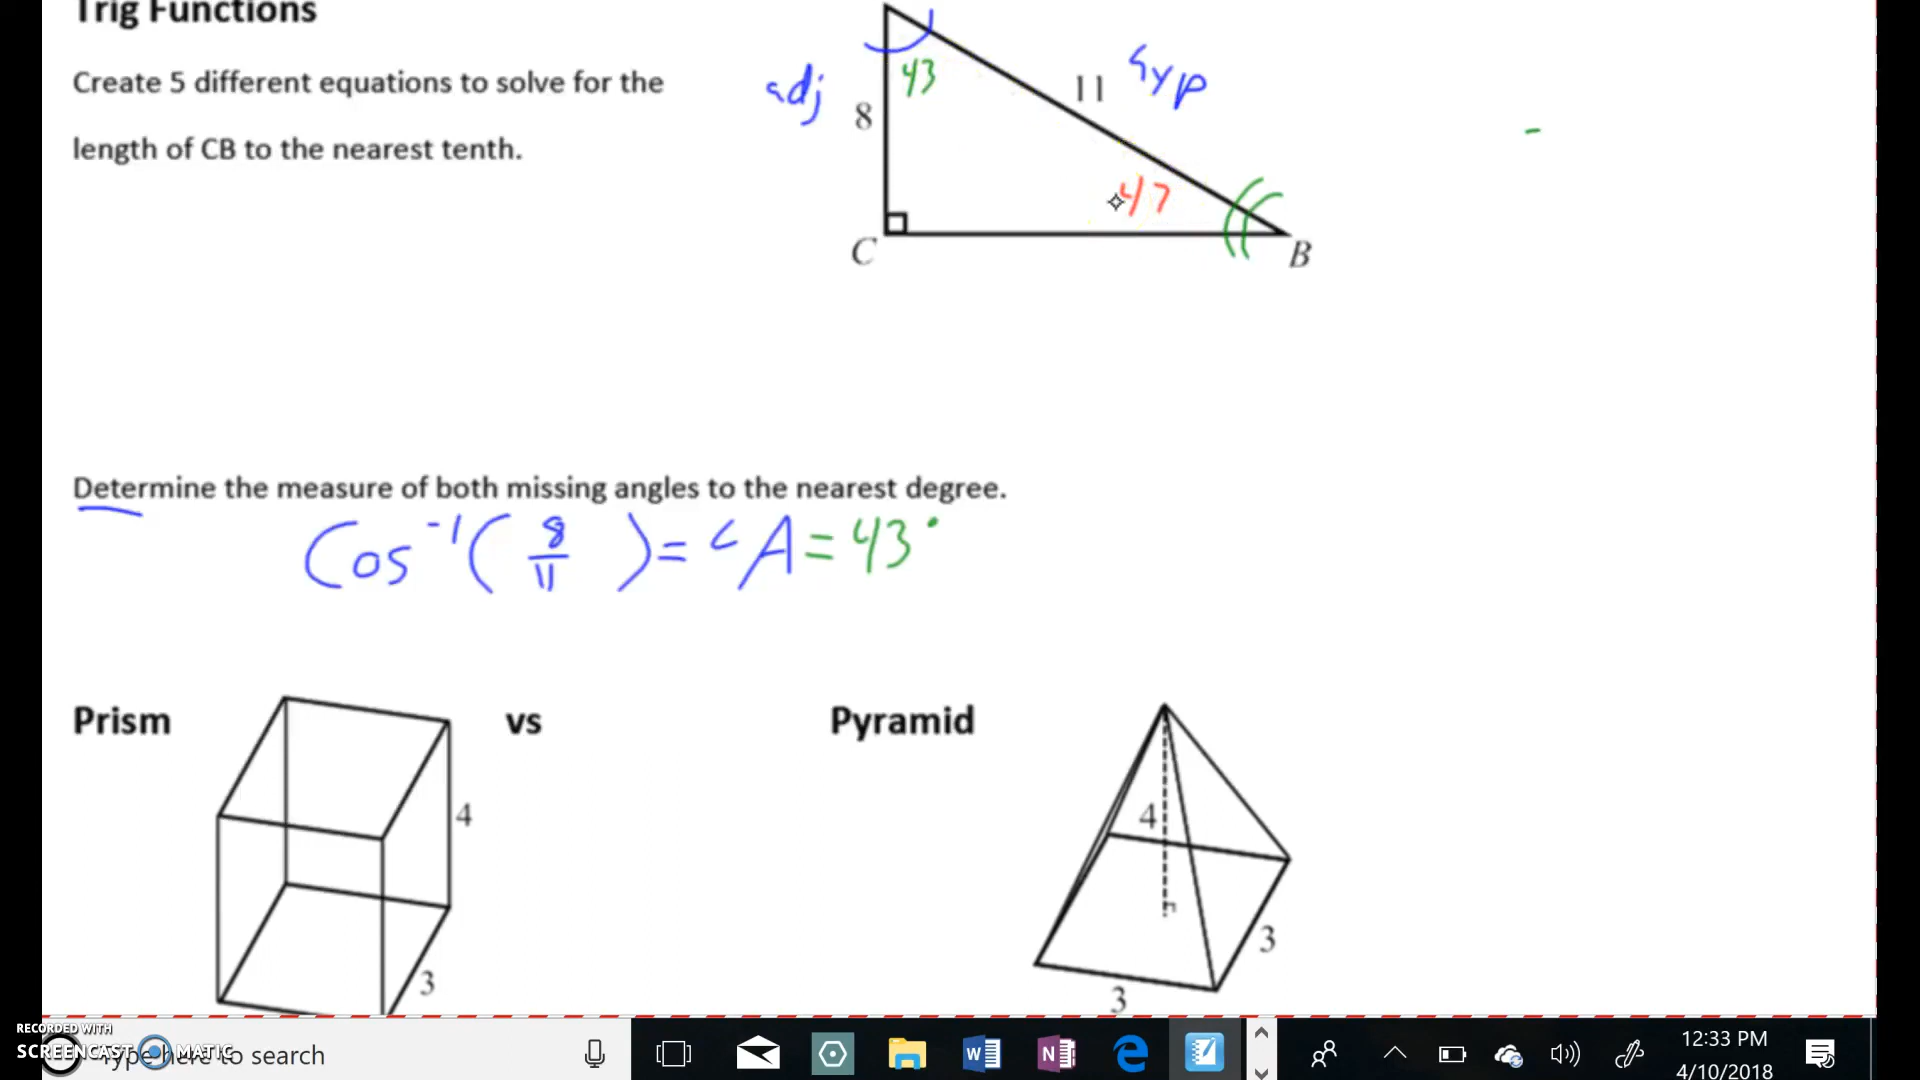 Trig Functions
Create 5 different equations to solve for the
length of CB to the nearest tenth.
adj
8
43
11
hyp
47
C
B
Determine the measure of both missing angles to the nearest degree.
Cos⁻¹( 8/11 ) = ∠A = 43°
Prism
vs
Pyramid
4
3
4
3
3
RECORDED WITH
SCREENCAST MATIC
Type here to search
12:33 PM
4/10/2018